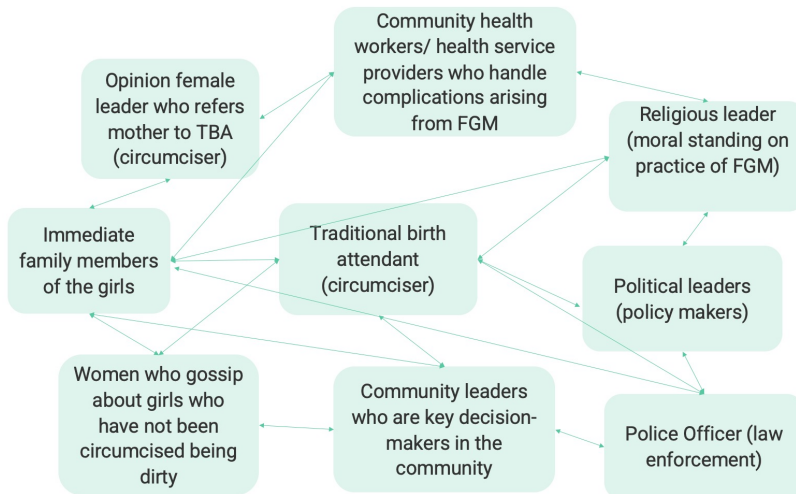 Community health
workers/ health service
providers who handle
complications arising
from FGM
Opinion female
leader who refers
mother to TBA
(circumciser)
Religious leader
(moral standing on
practice of FGM)
Immediate
family members
of the girls
Traditional birth
attendant
(circumciser)
Political leaders
(policy makers)
Women who gossip
about girls who
have not been
circumcised being
dirty
Community leaders
who are key decision-
makers in the
community
Police Officer (law
enforcement)